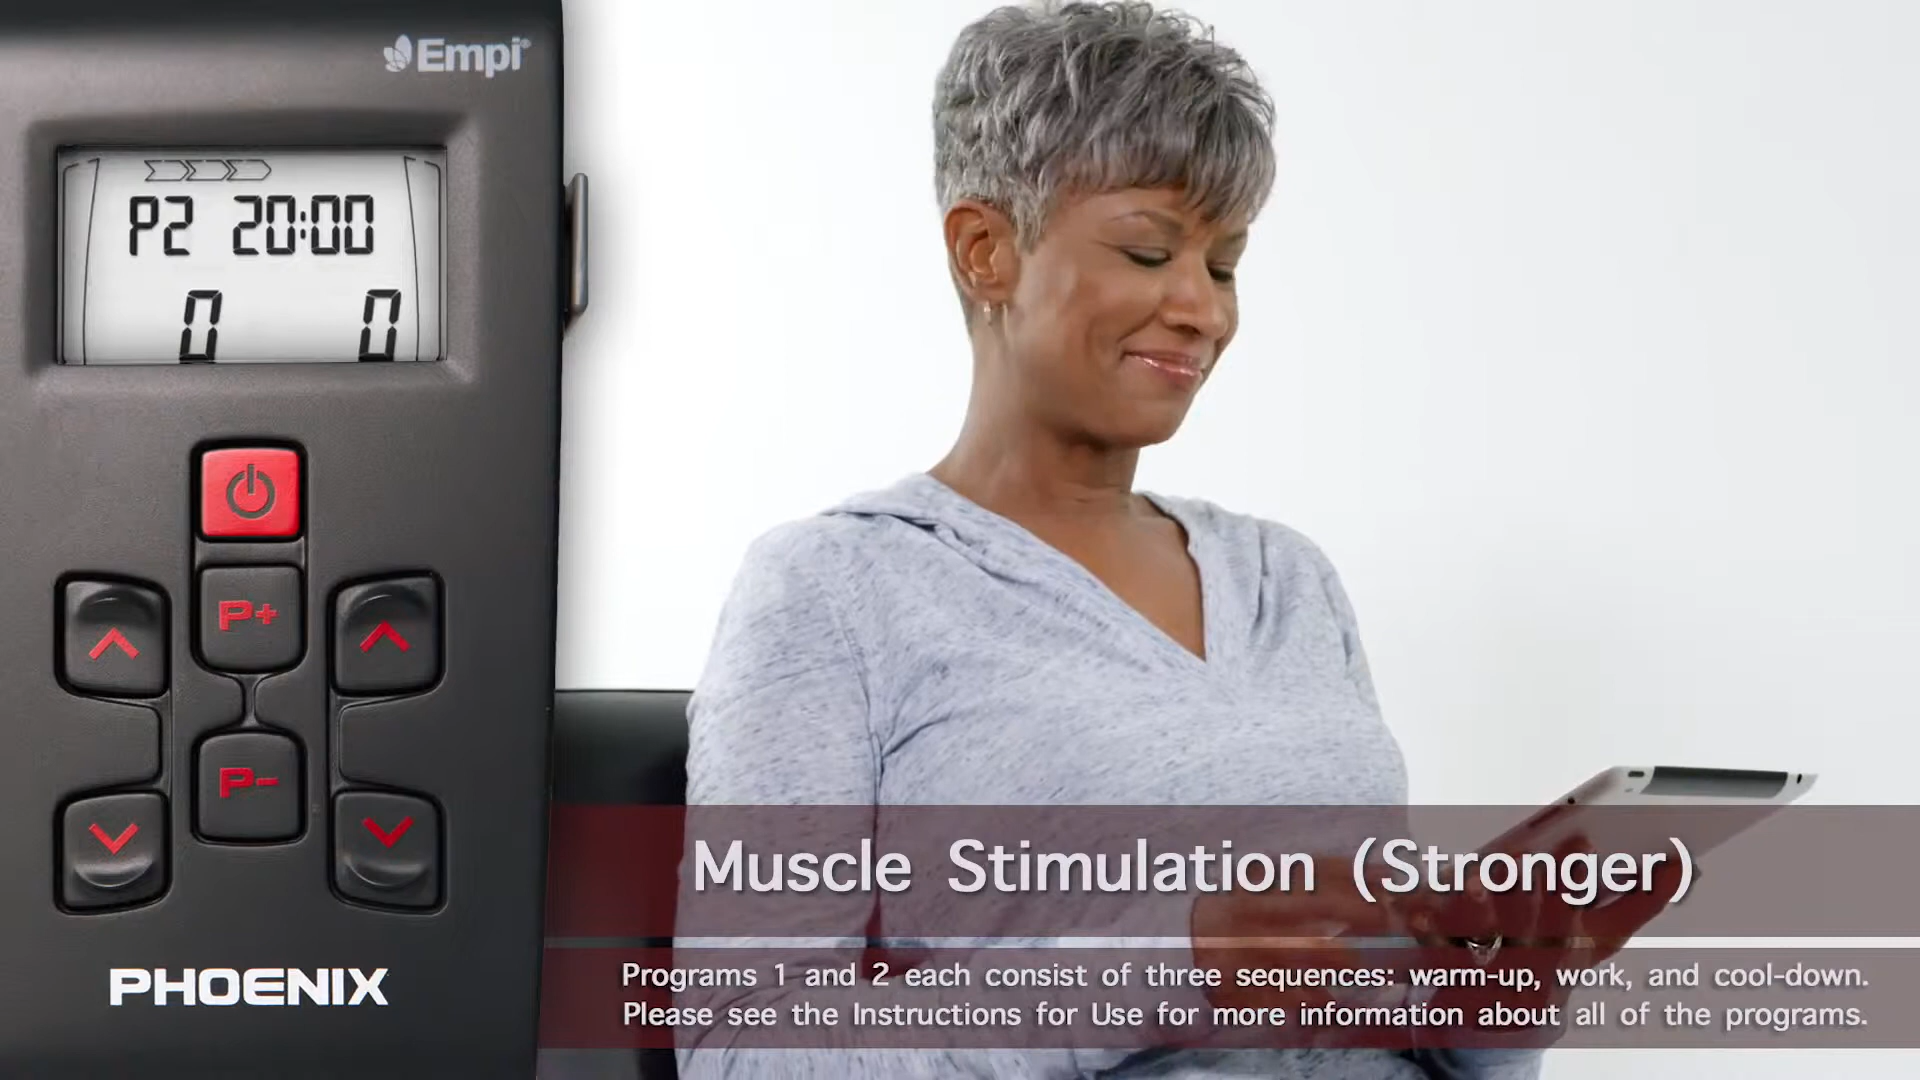 Empi®
P2 20:00
0 0
P+
P-
PHOENIX
Muscle Stimulation (Stronger)
Programs 1 and 2 each consist of three sequences: warm-up, work, and cool-down.
Please see the Instructions for Use for more information about all of the programs.